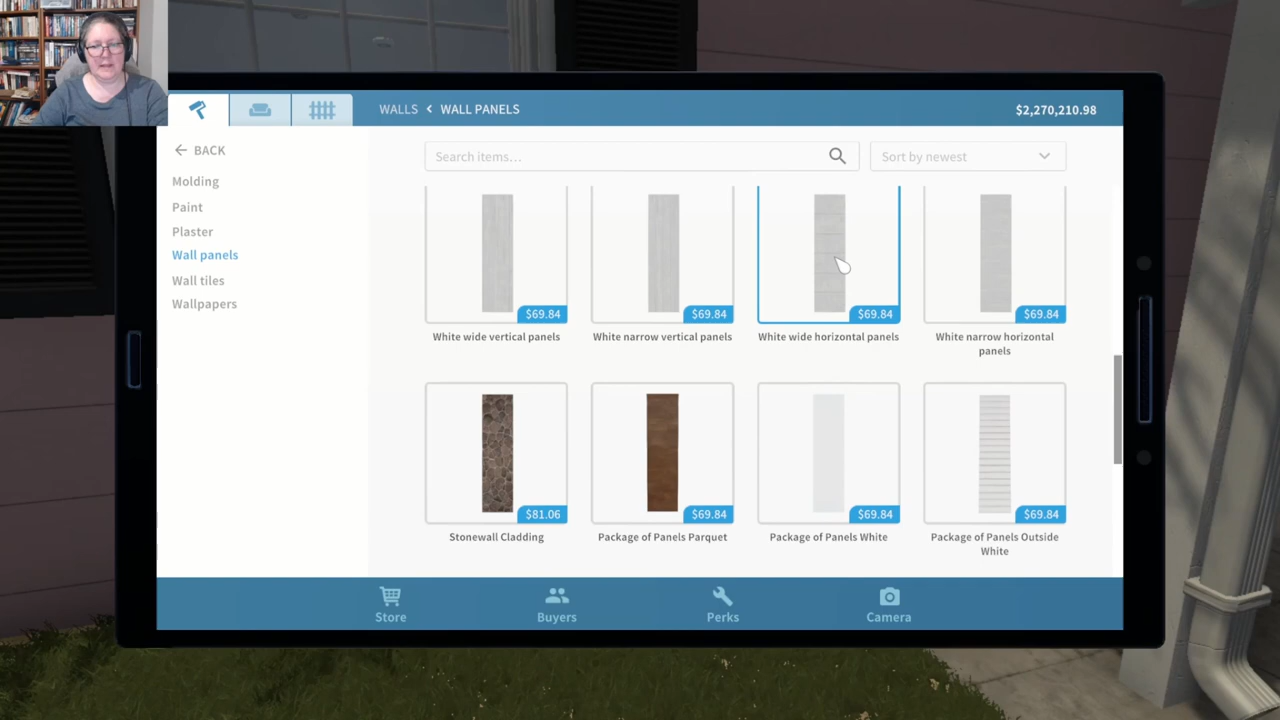 WALLS < WALL PANELS
$2,270,210.98
BACK
Search items...
Sort by newest
Molding
Paint
Plaster
Wall panels
Wall tiles
Wallpapers
$69.84
$69.84
$69.84
$69.84
White wide vertical panels
White narrow vertical panels
White wide horizontal panels
White narrow horizontal
panels
$81.06
$69.84
$69.84
$69.84
Stonewall Cladding
Package of Panels Parquet
Package of Panels White
Package of Panels Outside
White
Store
Buyers
Perks
Camera